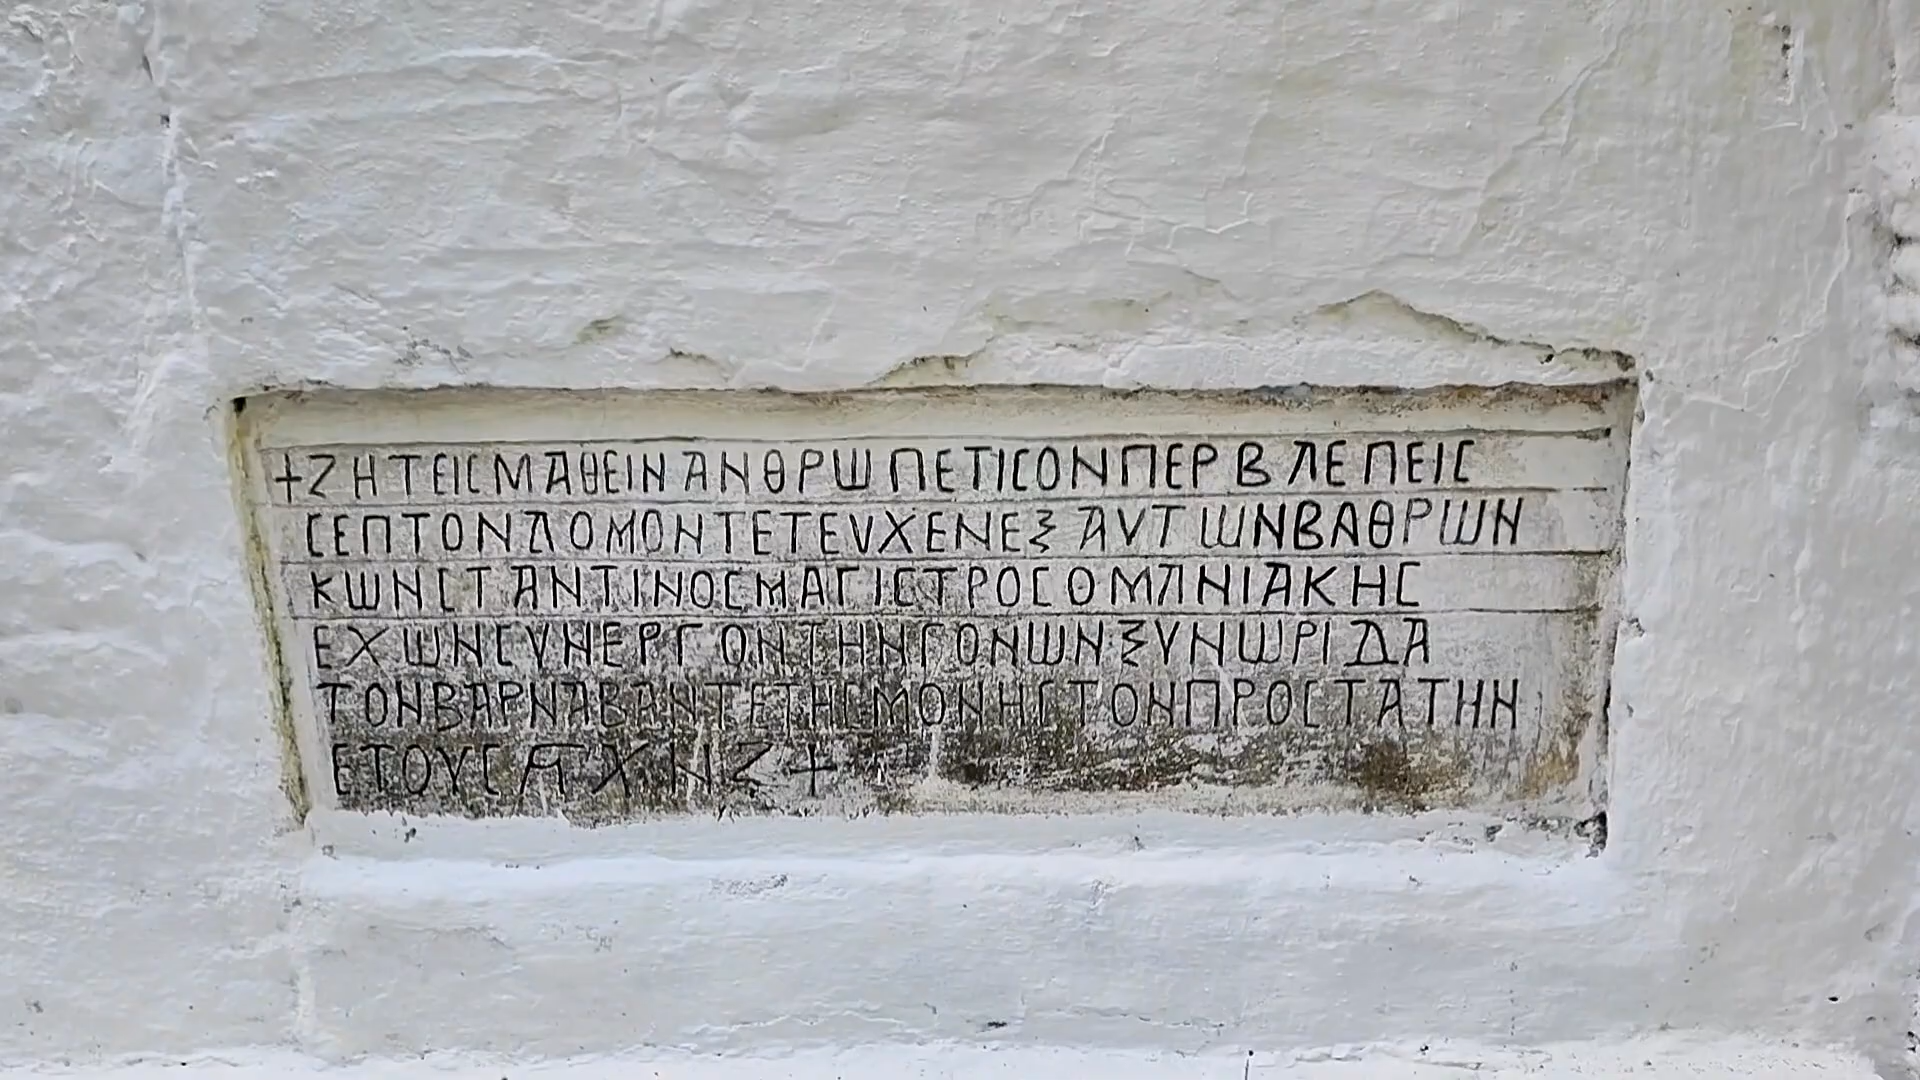 +ΖΗΤΕΙϹΜΑΘΕΙΝΑΝΘΡΩΠΕΤΙϹΟΝΠΕΡΒΛΕΠΕΙϹ
ϹΕΠΤΟΝΔΟΜΟΝΤΕΤΕΥΧΕΝΕΞΑΥΤΩΝΒΑΘΡΩΝ
ΚΩΝϹΤΑΝΤΙΝΟϹΜΑΓΙϹΤΡΟϹΟΜΑΝΙΑΚΗϹ
ΕΧΩΝϹΥΝΕΡΓΟΝΤΗΝΓΟΝΩΝΞΥΝΩΡΙΔΑ
ΤΟΝΒΑΡΝΑΒΑΝΤΕΤΗϹΜΟΝΗϹΤΟΝΠΡΟϹΤΑΤΗΝ
ΕΤΟΥϹ